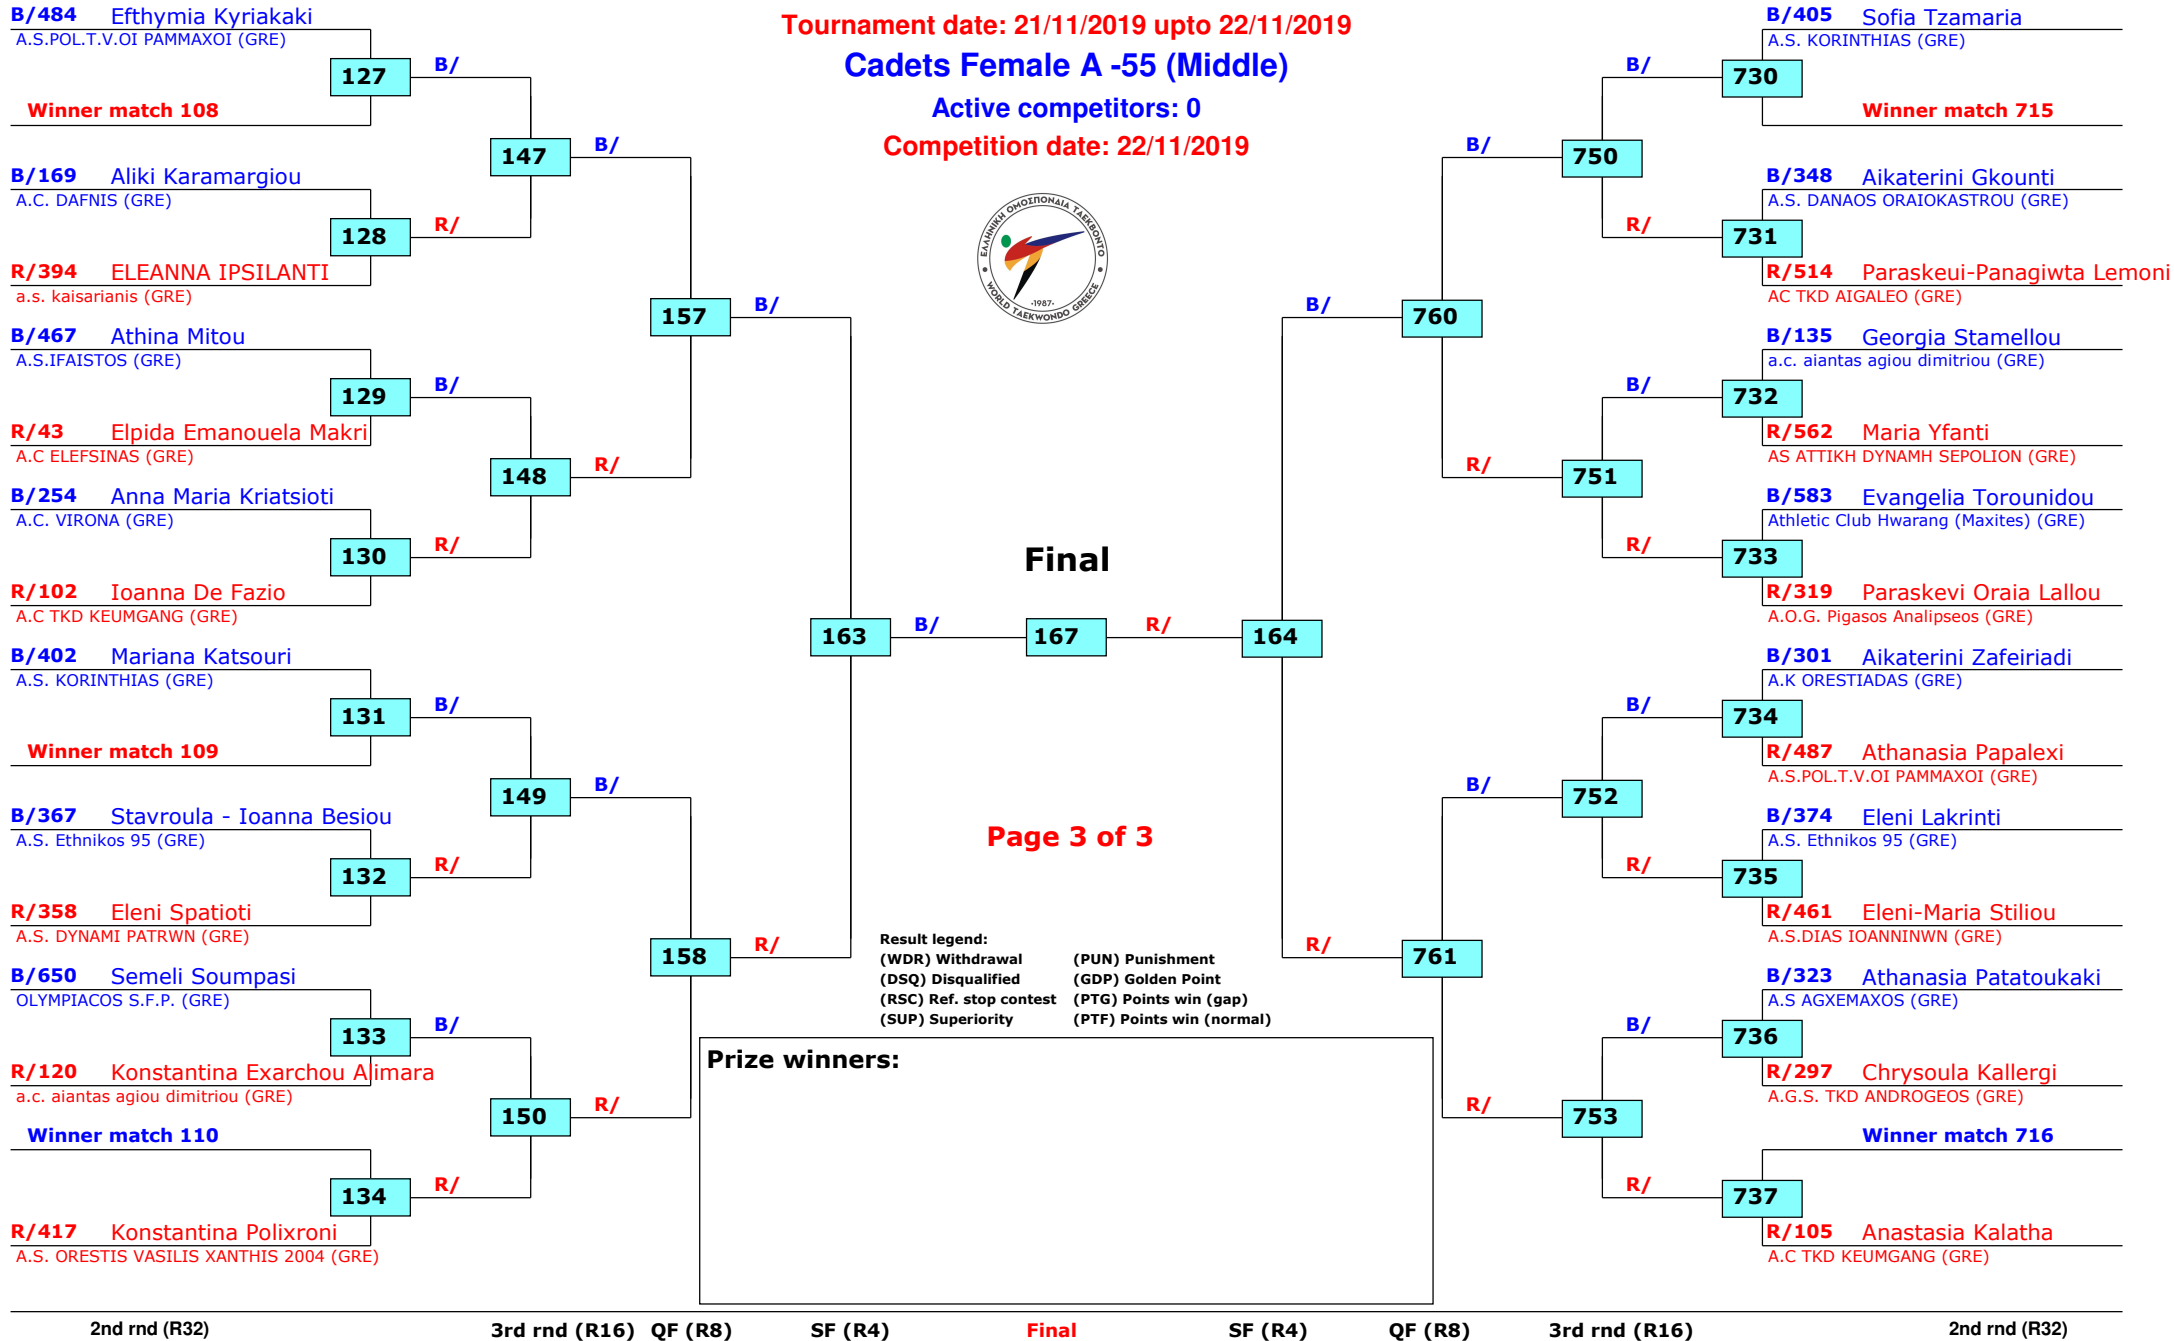 Tournament date: 21/11/2019 upto 22/11/2019
Cadets Female A -55 (Middle)
Active competitors: 0
Competition date: 22/11/2019
ΕΛΛΗΝΙΚΗ ΟΜΟΣΠΟΝΔΙΑ ΤΑΕΚΒΟΝΤΟ
WORLD TAEKWONDO GREECE
·1987·
B/484 Efthymia Kyriakaki
A.S.POL.T.V.OI PAMMAXOI (GRE)
127
B/
Winner match 108
147
B/
B/169 Aliki Karamargiou
A.C. DAFNIS (GRE)
128
R/
R/394 ELEANNA IPSILANTI
a.s. kaisarianis (GRE)
157
B/
B/467 Athina Mitou
A.S.IFAISTOS (GRE)
129
B/
R/43 Elpida Emanouela Makri
A.C ELEFSINAS (GRE)
148
R/
B/254 Anna Maria Kriatsioti
A.C. VIRONA (GRE)
130
R/
R/102 Ioanna De Fazio
A.C TKD KEUMGANG (GRE)
163
B/
B/402 Mariana Katsouri
A.S. KORINTHIAS (GRE)
131
B/
Winner match 109
149
B/
B/367 Stavroula - Ioanna Besiou
A.S. Ethnikos 95 (GRE)
132
R/
R/358 Eleni Spatioti
A.S. DYNAMI PATRWN (GRE)
158
R/
B/650 Semeli Soumpasi
OLYMPIACOS S.F.P. (GRE)
133
B/
R/120 Konstantina Exarchou Alimara
a.c. aiantas agiou dimitriou (GRE)
150
R/
Winner match 110
134
R/
R/417 Konstantina Polixroni
A.S. ORESTIS VASILIS XANTHIS 2004 (GRE)
Final
167
R/
164
Page 3 of 3
Result legend:
(WDR) Withdrawal (PUN) Punishment
(DSQ) Disqualified (GDP) Golden Point
(RSC) Ref. stop contest (PTG) Points win (gap)
(SUP) Superiority (PTF) Points win (normal)
Prize winners:
B/405 Sofia Tzamaria
A.S. KORINTHIAS (GRE)
B/
730
Winner match 715
B/
750
B/348 Aikaterini Gkounti
A.S. DANAOS ORAIOKASTROU (GRE)
R/
731
R/514 Paraskeui-Panagiwta Lemoni
AC TKD AIGALEO (GRE)
B/
760
B/135 Georgia Stamellou
a.c. aiantas agiou dimitriou (GRE)
B/
732
R/562 Maria Yfanti
AS ATTIKH DYNAMH SEPOLION (GRE)
R/
751
B/583 Evangelia Torounidou
Athletic Club Hwarang (Maxites) (GRE)
R/
733
R/319 Paraskevi Oraia Lallou
A.O.G. Pigasos Analipseos (GRE)
B/301 Aikaterini Zafeiriadi
A.K ORESTIADAS (GRE)
B/
734
R/487 Athanasia Papalexi
A.S.POL.T.V.OI PAMMAXOI (GRE)
B/
752
B/374 Eleni Lakrinti
A.S. Ethnikos 95 (GRE)
R/
735
R/461 Eleni-Maria Stiliou
A.S.DIAS IOANNINWN (GRE)
R/
761
B/323 Athanasia Patatoukaki
A.S AGXEMAXOS (GRE)
B/
736
R/297 Chrysoula Kallergi
A.G.S. TKD ANDROGEOS (GRE)
R/
753
Winner match 716
R/
737
R/105 Anastasia Kalatha
A.C TKD KEUMGANG (GRE)
2nd rnd (R32) 3rd rnd (R16) QF (R8) SF (R4) Final SF (R4) QF (R8) 3rd rnd (R16) 2nd rnd (R32)